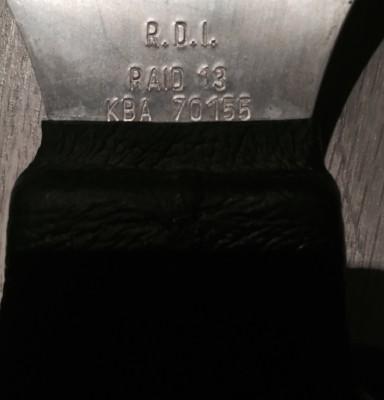 R.D.I.
RAID 13
KBA 70155